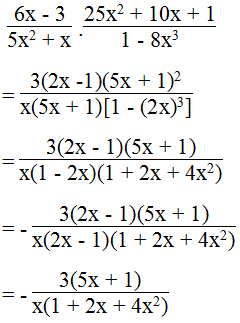 (6x - 3)/(5x² + x) . (25x² + 10x + 1)/(1 - 8x³)
= 3(2x -1)(5x + 1)²/x(5x + 1)[1 - (2x)³]
= 3(2x - 1)(5x + 1)/x(1 - 2x)(1 + 2x + 4x²)
= - 3(2x - 1)(5x + 1)/x(2x - 1)(1 + 2x + 4x²)
= - 3(5x + 1)/x(1 + 2x + 4x²)